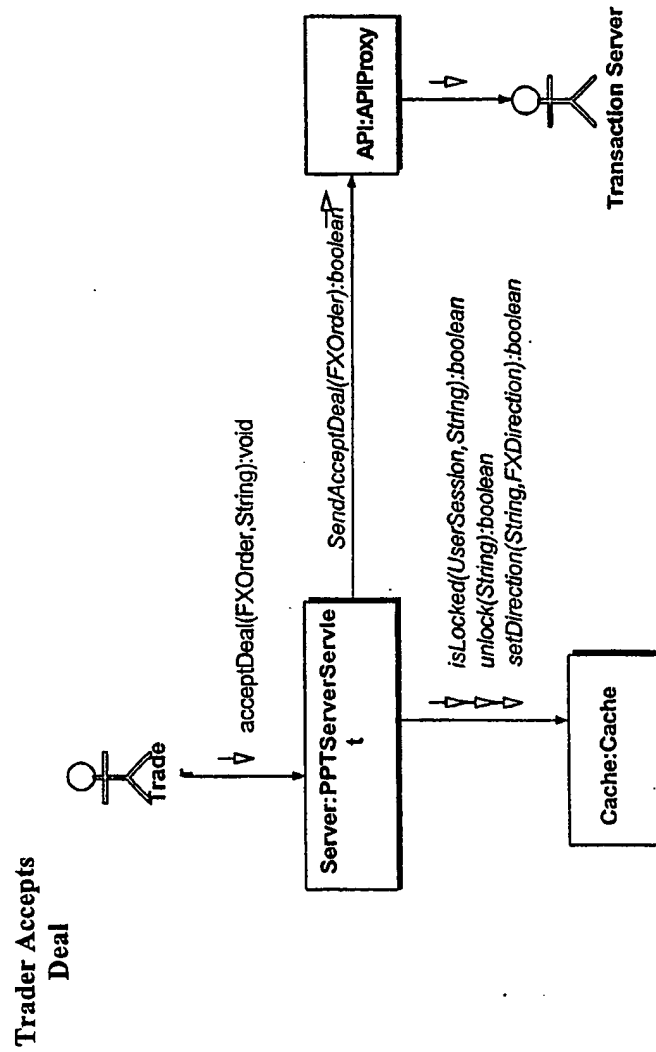 Trader Accepts
Deal
Trade
r
acceptDeal(FXOrder,String):void
Server:PPTServerServle
t
SendAcceptDeal(FXOrder):boolean
API:APIProxy
Transaction Server
isLocked(UserSession,String):boolean
unlock(String):boolean
setDirection(String,FXDirection):boolean
Cache:Cache